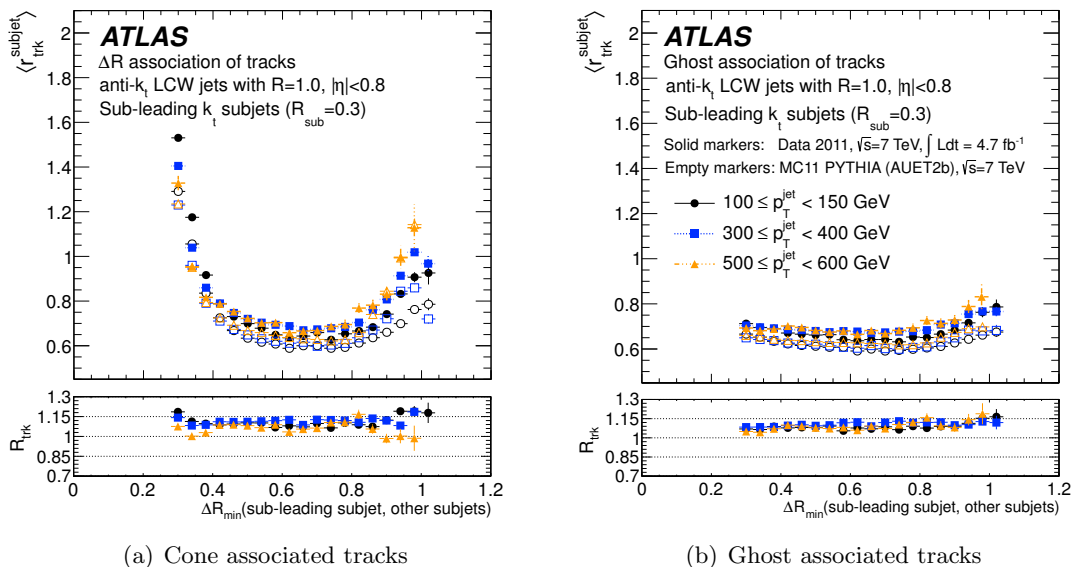 ⟨r_trk^subjet⟩
2
1.8
1.6
1.4
1.2
1
0.8
0.6
ATLAS
ΔR association of tracks
anti-k_t LCW jets with R=1.0, |η|<0.8
Sub-leading k_t subjets (R_sub=0.3)
R_trk
1.3
1.15
1
0.85
0.7
0 0.2 0.4 0.6 0.8 1 1.2
ΔR_min(sub-leading subjet, other subjets)
(a) Cone associated tracks
⟨r_trk^subjet⟩
2
1.8
1.6
1.4
1.2
1
0.8
0.6
ATLAS
Ghost association of tracks
anti-k_t LCW jets with R=1.0, |η|<0.8
Sub-leading k_t subjets (R_sub=0.3)
Solid markers: Data 2011, √s=7 TeV, ∫ Ldt = 4.7 fb⁻¹
Empty markers: MC11 PYTHIA (AUET2b), √s=7 TeV
100 ≤ p_T^jet < 150 GeV
300 ≤ p_T^jet < 400 GeV
500 ≤ p_T^jet < 600 GeV
R_trk
1.3
1.15
1
0.85
0.7
0 0.2 0.4 0.6 0.8 1 1.2
ΔR_min(sub-leading subjet, other subjets)
(b) Ghost associated tracks